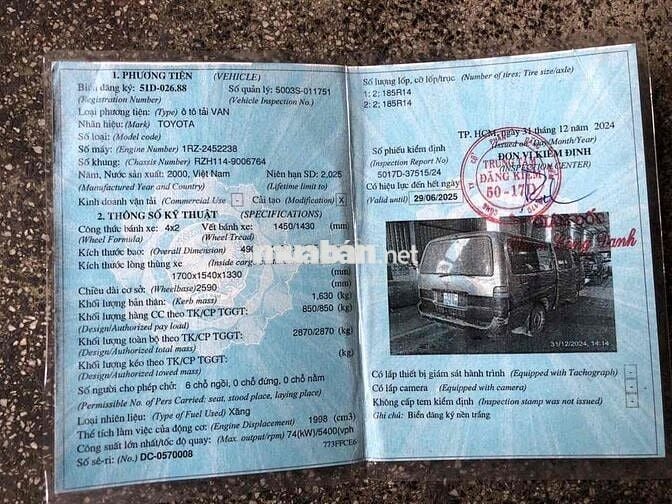 1. PHƯƠNG TIỆN (VEHICLE)
Biển đăng ký: 51D-026.88 Số quản lý: 5003S-011751
(Registration Number) (Vehicle Inspection No.)
Loại phương tiện: (Type) ô tô tải VAN
Nhãn hiệu: (Mark) TOYOTA
Số loại: (Model code)
Số máy: (Engine Number) 1RZ-2452238
Số khung: (Chassis Number) RZH114-9006764
Năm, Nước sản xuất: 2000, Việt Nam Niên hạn SD: 2,025
(Manufactured Year and Country) (Lifetime limit to)
Kinh doanh vận tải (Commercial Use) - Cải tạo (Modification) X
2. THÔNG SỐ KỸ THUẬT (SPECIFICATIONS)
Công thức bánh xe: 4x2 Vết bánh xe: 1450/1430 (mm)
(Wheel Formula) (Wheel Tread)
Kích thước bao: (Overall Dimension) (mm)
Kích thước lòng thùng xe (Inside
1700x1540x1330 (mm)
Chiều dài cơ sở: (Wheelbase) 2590 (mm)
Khối lượng bản thân: (Kerb mass) 1,630 (kg)
Khối lượng hàng CC theo TK/CP TGGT: 850/850 (kg)
(Design/Authorized pay load)
Khối lượng toàn bộ theo TK/CP TGGT: 2870/2870 (kg)
(Design/Authorized total mass)
Khối lượng kéo theo TK/CP TGGT: (kg)
(Design/Authorized towed mass)
Số người cho phép chở: 6 chỗ ngồi, 0 chỗ đứng, 0 chỗ nằm
(Permissible No. of Pers Carried: seat, stood place, laying place)
Loại nhiên liệu: (Type of Fuel Used) Xăng
Thể tích làm việc của động cơ: (Engine Displacement) 1998 (cm3)
Công suất lớn nhất/tốc độ quay: (Max. output/rpm) 74(kW)/5400(vph
773FFCE6
Số sê-ri: (No.) DC-0570008
Số lượng lốp, cỡ lốp/trục (Number of tires; Tire size/axle)
1: 2; 185R14
2: 2; 185R14
TP. HCM, ngày 31 tháng 12 năm 2024
(Issued on: Day/Month/Year)
Số phiếu kiểm định ĐƠN VỊ KIỂM ĐỊNH
(Inspection Report No) (INSPECTION CENTER)
5017D-37515/24
Có hiệu lực đến hết ngày
(Valid until) 29/06/2025
TRUNG TÂM
ĐĂNG KIỂM
50-17D
muaban.net
31/12/2024, 14:14
Có lắp thiết bị giám sát hành trình (Equipped with Tachograph) -
Có lắp camera (Equipped with camera) -
Không cấp tem kiểm định (Inspection stamp was not issued) -
Ghi chú: Biển đăng ký nền trắng